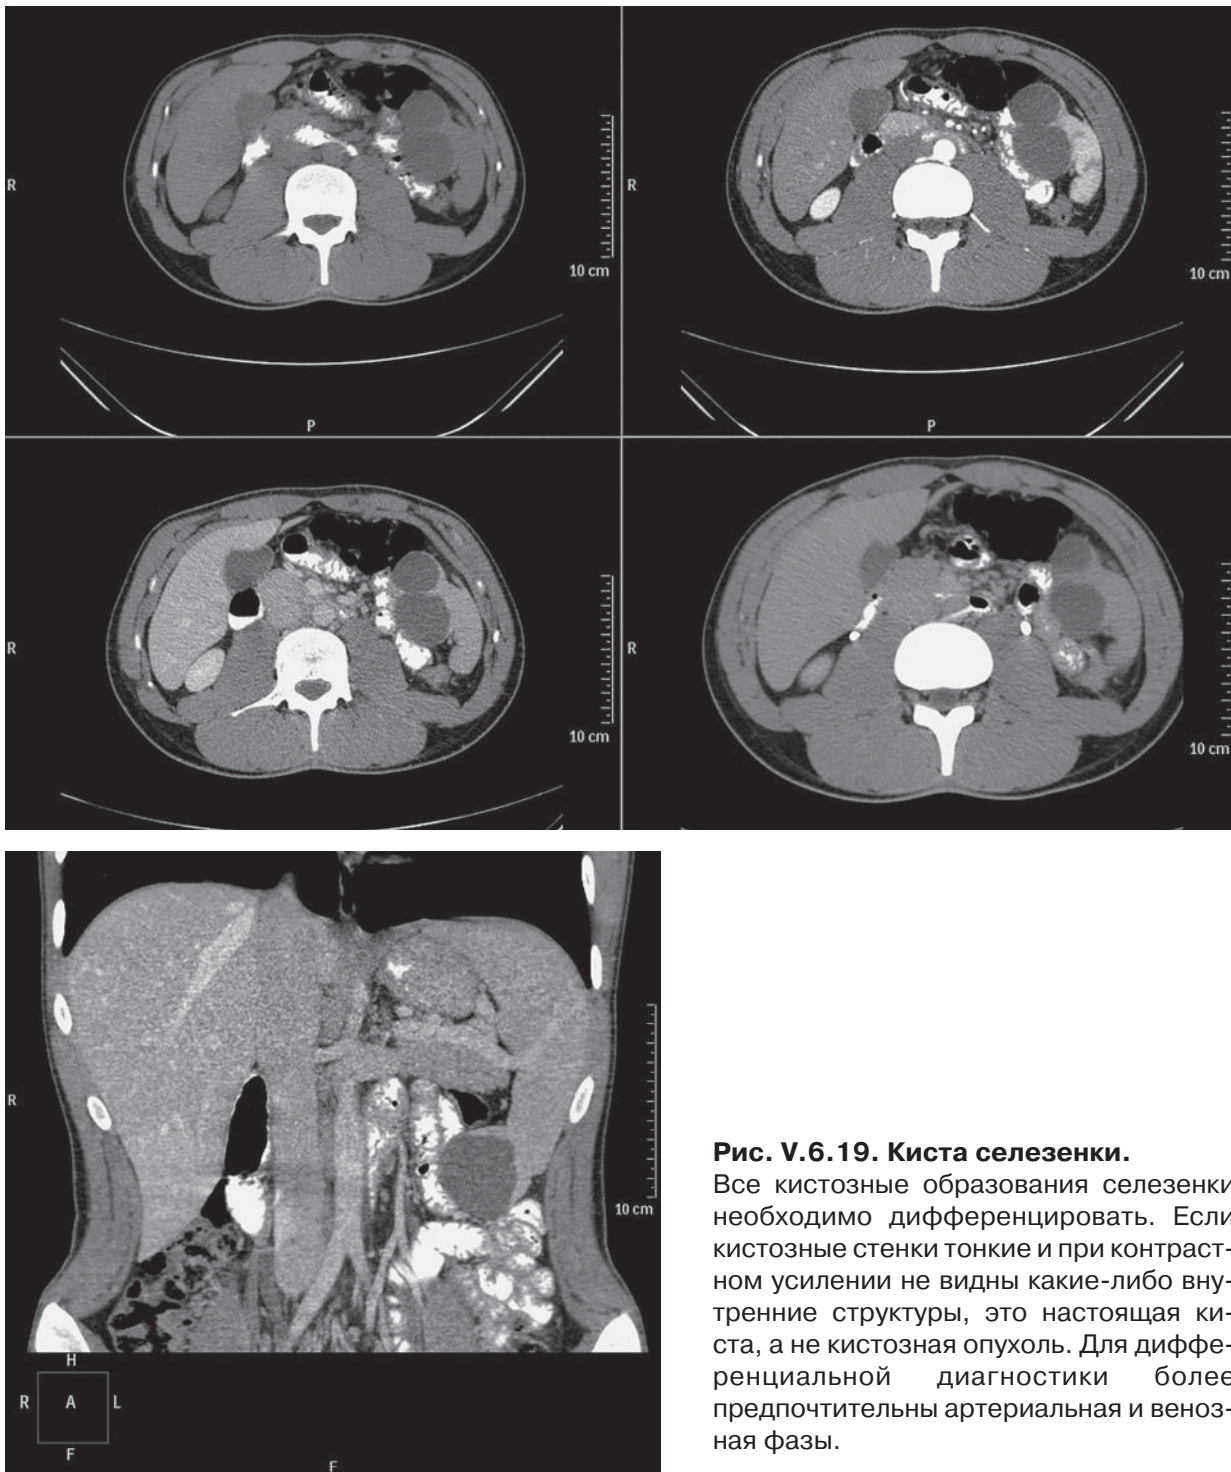 R
10 cm
P
R
10 cm
P
R
10 cm
R
10 cm
R
10 cm
H
R A L
F
F
Рис. V.6.19. Киста селезенки.
Все кистозные образования селезенки
необходимо дифференцировать. Если
кистозные стенки тонкие и при контраст-
ном усилении не видны какие-либо вну-
тренние структуры, это настоящая ки-
ста, а не кистозная опухоль. Для диффе-
ренциальной диагностики более
предпочтительны артериальная и веноз-
ная фазы.